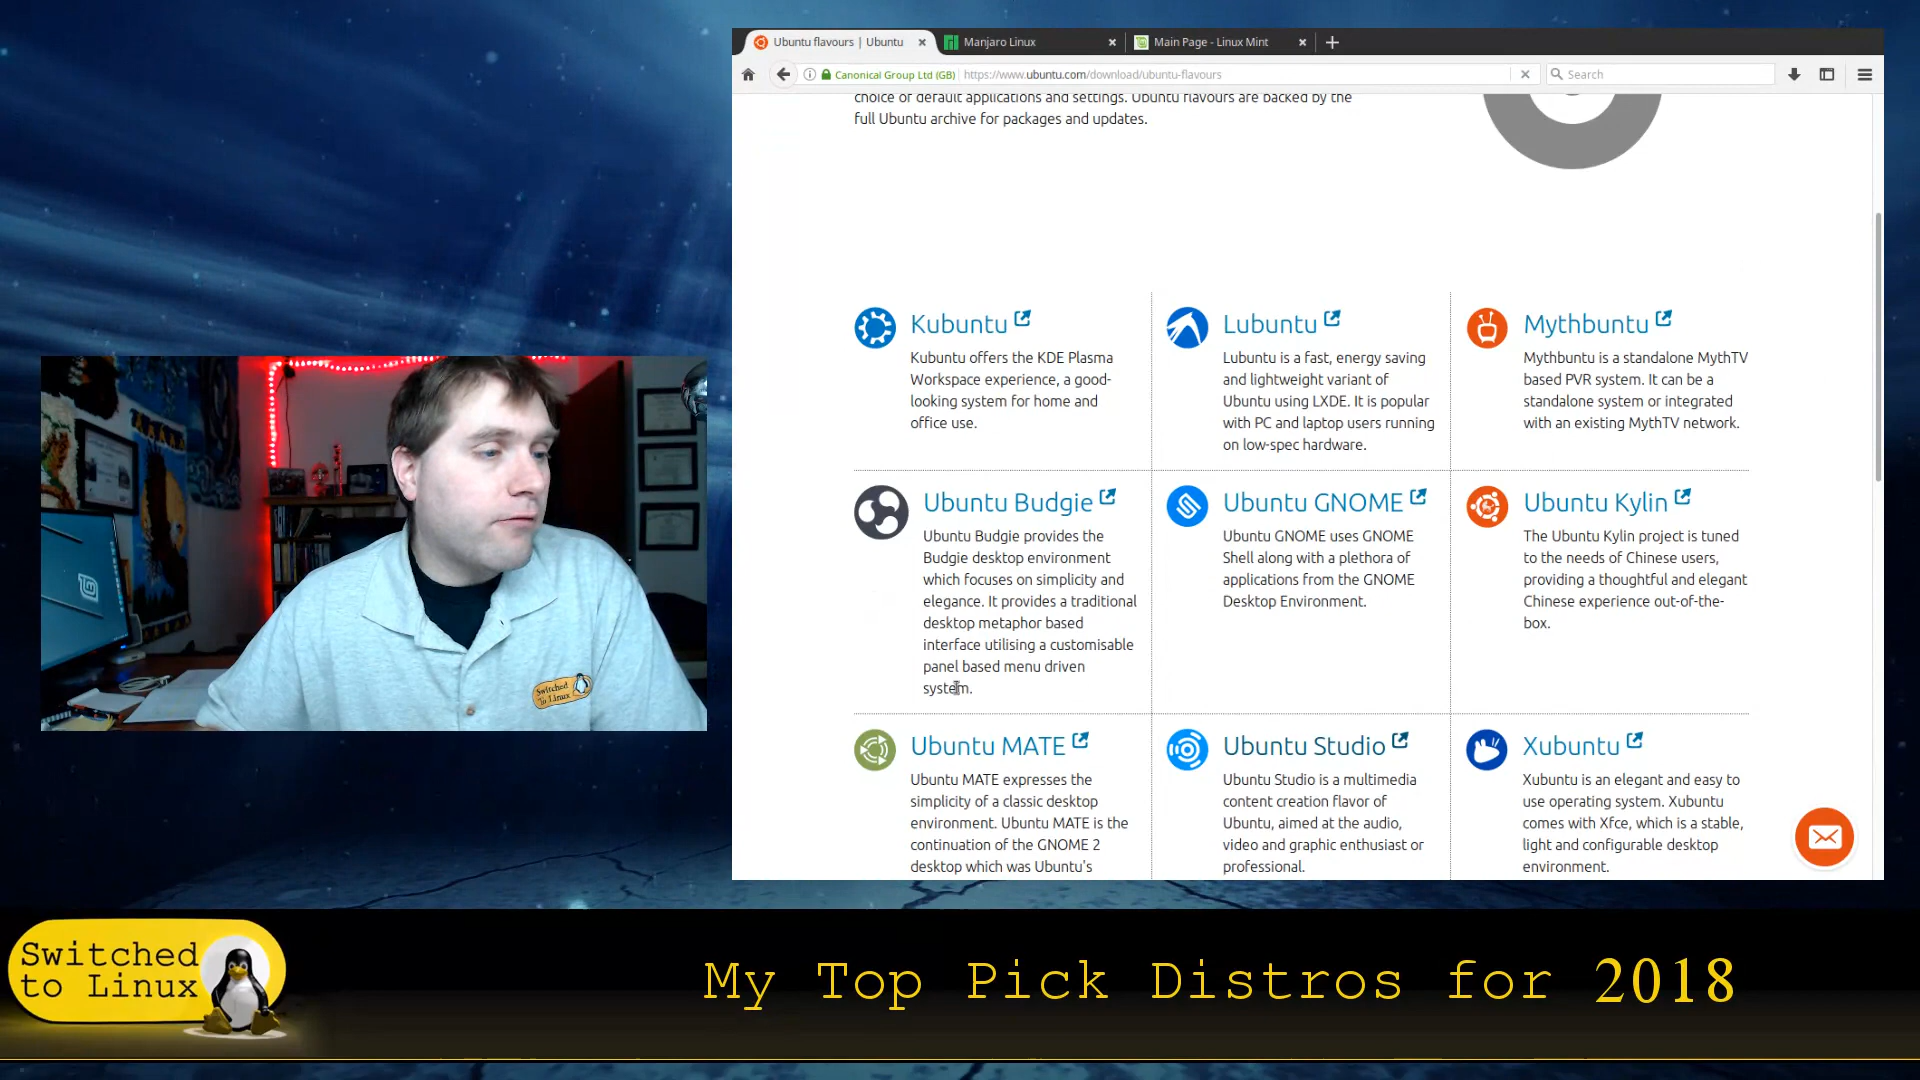 Ubuntu flavours | Ubuntu
Manjaro Linux
Main Page - Linux Mint
Canonical Group Ltd (GB)
https://www.ubuntu.com/download/ubuntu-flavours
Search
choice of default applications and settings. Ubuntu flavours are backed by the
full Ubuntu archive for packages and updates.
Kubuntu
Kubuntu offers the KDE Plasma
Workspace experience, a good-
looking system for home and
office use.
Lubuntu
Lubuntu is a fast, energy saving
and lightweight variant of
Ubuntu using LXDE. It is popular
with PC and laptop users running
on low-spec hardware.
Mythbuntu
Mythbuntu is a standalone MythTV
based PVR system. It can be a
standalone system or integrated
with an existing MythTV network.
Ubuntu Budgie
Ubuntu Budgie provides the
Budgie desktop environment
which focuses on simplicity and
elegance. It provides a traditional
desktop metaphor based
interface utilising a customisable
panel based menu driven
system.
Ubuntu GNOME
Ubuntu GNOME uses GNOME
Shell along with a plethora of
applications from the GNOME
Desktop Environment.
Ubuntu Kylin
The Ubuntu Kylin project is tuned
to the needs of Chinese users,
providing a thoughtful and elegant
Chinese experience out-of-the-
box.
Ubuntu MATE
Ubuntu MATE expresses the
simplicity of a classic desktop
environment. Ubuntu MATE is the
continuation of the GNOME 2
desktop which was Ubuntu's
Ubuntu Studio
Ubuntu Studio is a multimedia
content creation flavor of
Ubuntu, aimed at the audio,
video and graphic enthusiast or
professional.
Xubuntu
Xubuntu is an elegant and easy to
use operating system. Xubuntu
comes with Xfce, which is a stable,
light and configurable desktop
environment.
Switched
To Linux
Switched
to Linux
My Top Pick Distros for 2018